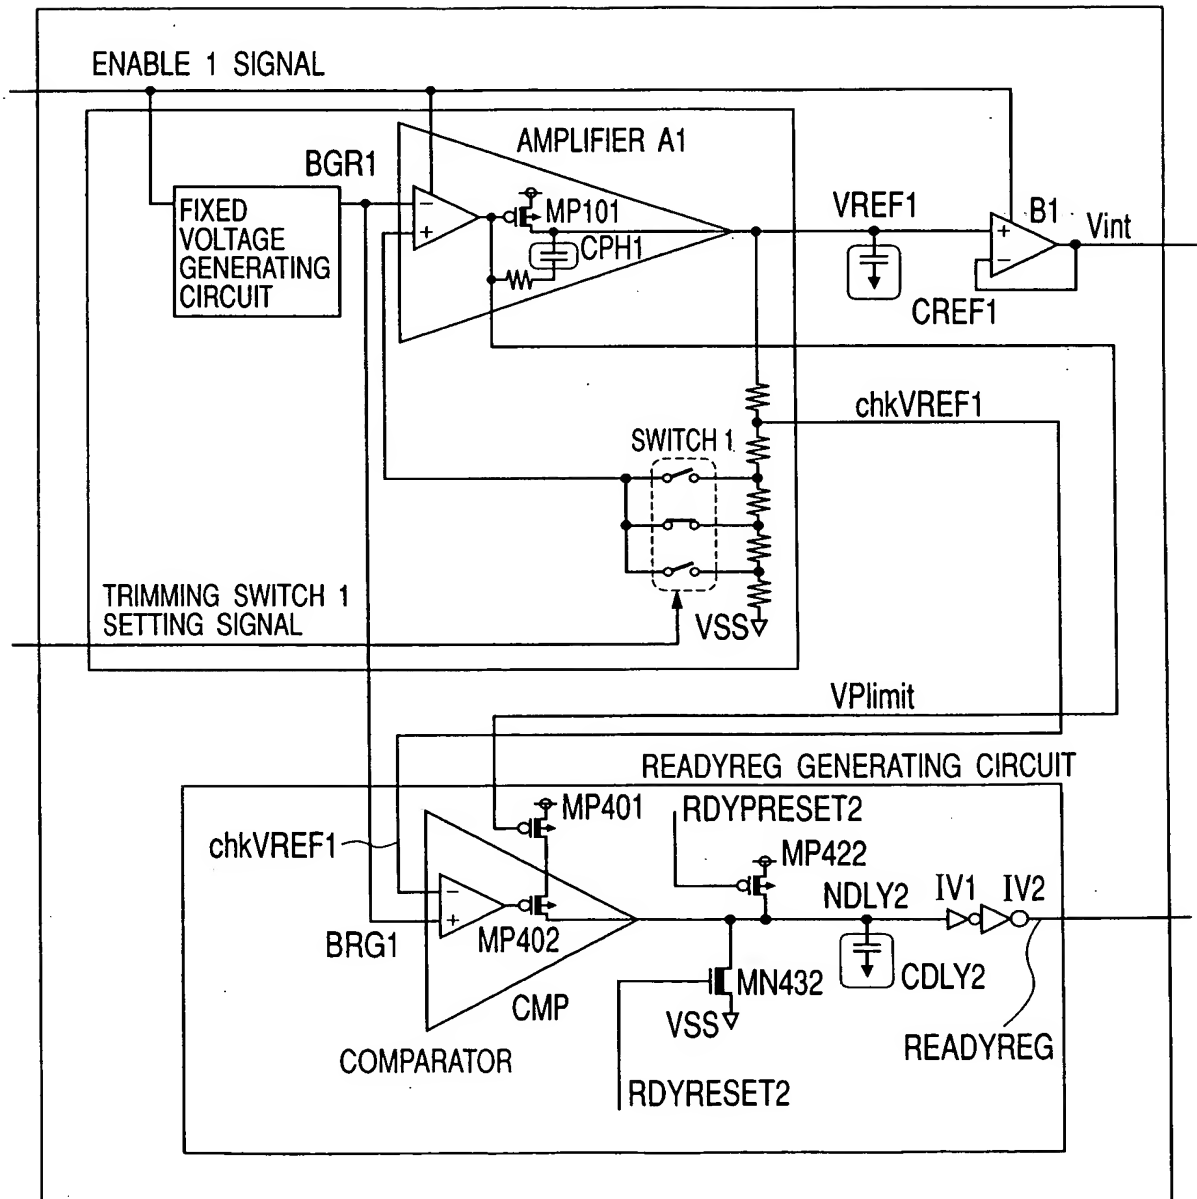 ENABLE 1 SIGNAL
AMPLIFIER A1
BGR1
FIXED
VOLTAGE
GENERATING
CIRCUIT
−
+
MP101
CPH1
VREF1
B1
Vint
+
−
CREF1
chkVREF1
SWITCH 1
TRIMMING SWITCH 1
SETTING SIGNAL
VSS
VPlimit
READYREG GENERATING CIRCUIT
MP401
RDYPRESET2
chkVREF1
MP422
−
+
NDLY2
IV1
IV2
BRG1
MP402
MN432
CDLY2
CMP
VSS
READYREG
COMPARATOR
RDYRESET2